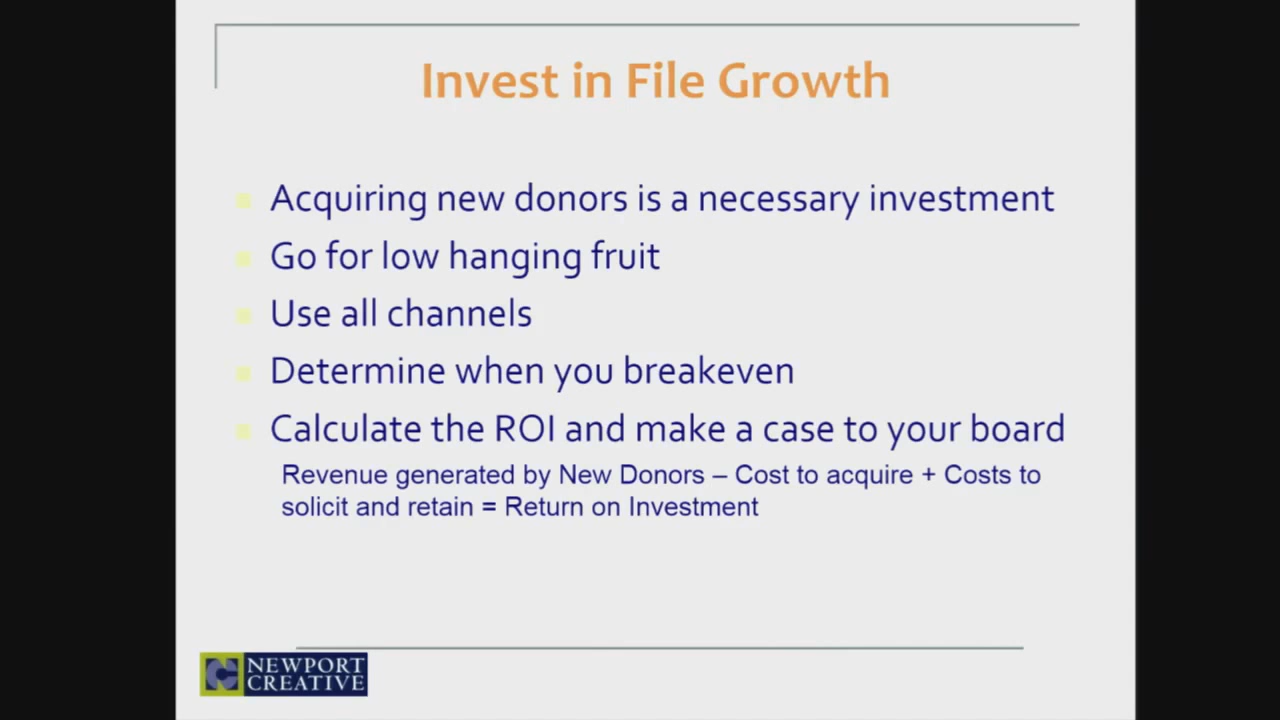 Invest in File Growth
Acquiring new donors is a necessary investment
Go for low hanging fruit
Use all channels
Determine when you breakeven
Calculate the ROI and make a case to your board
Revenue generated by New Donors – Cost to acquire + Costs to
solicit and retain = Return on Investment
NEWPORT
CREATIVE